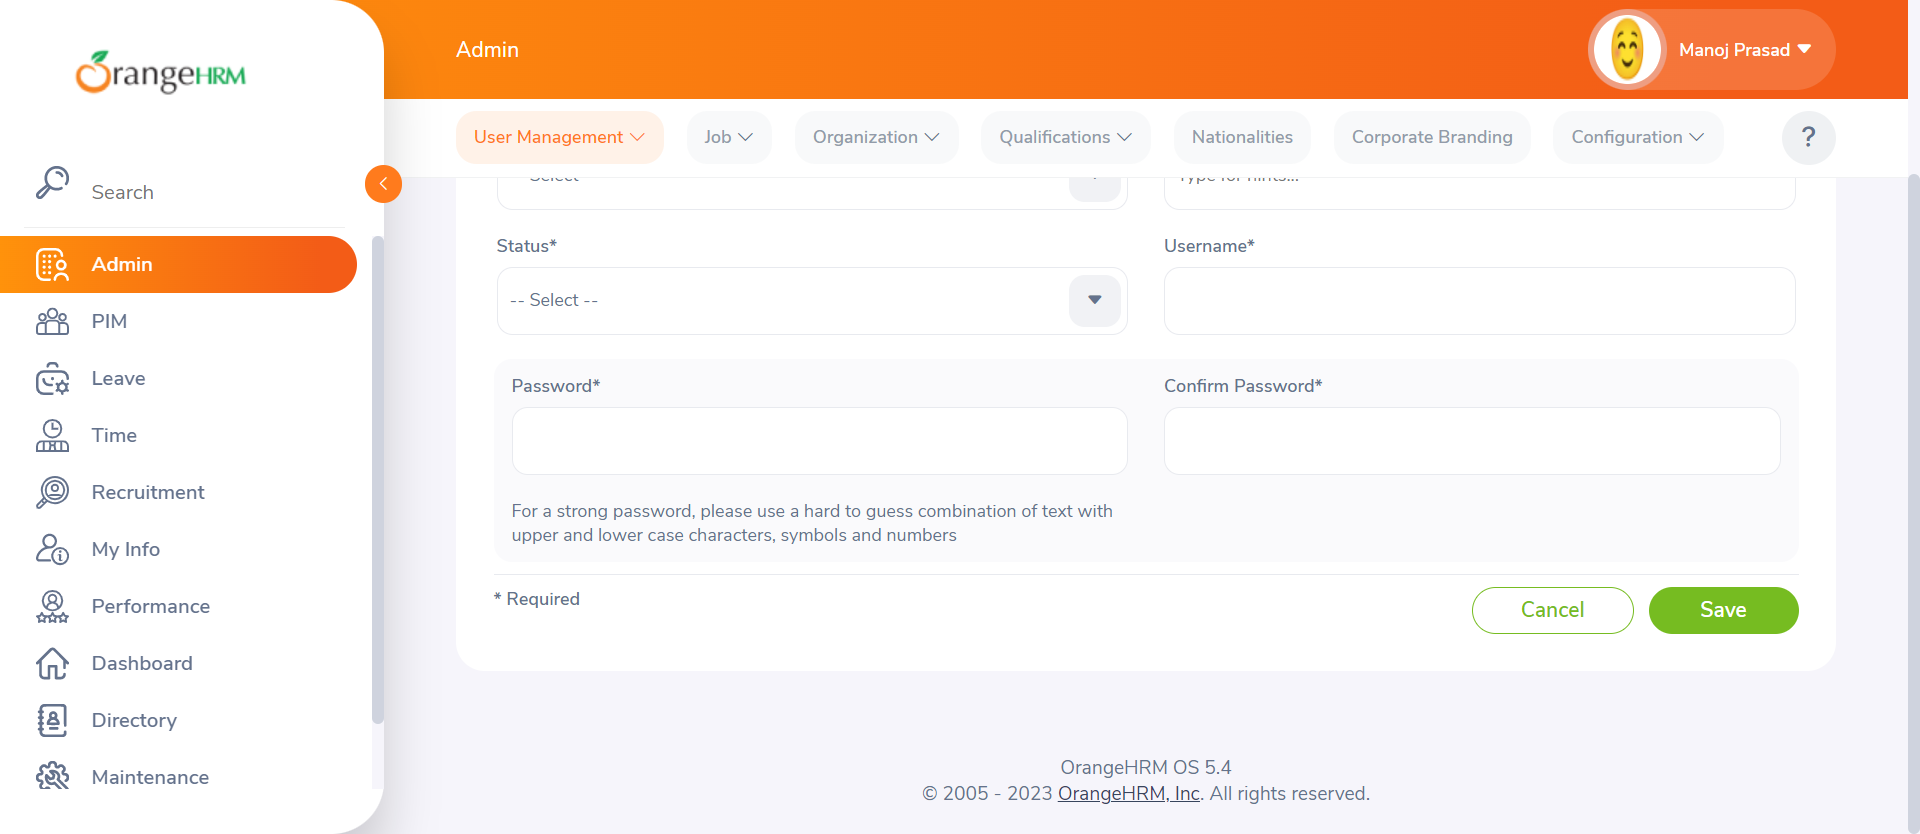 OrangeHRM
Admin
Manoj Prasad
User Management
Job
Organization
Qualifications
Nationalities
Corporate Branding
Configuration
?
Search
Admin
PIM
Leave
Time
Recruitment
My Info
Performance
Dashboard
Directory
Maintenance
Type for hints...
Status*
Username*
-- Select --
Password*
Confirm Password*
For a strong password, please use a hard to guess combination of text with
upper and lower case characters, symbols and numbers
* Required
Cancel
Save
OrangeHRM OS 5.4
© 2005 - 2023 OrangeHRM, Inc. All rights reserved.